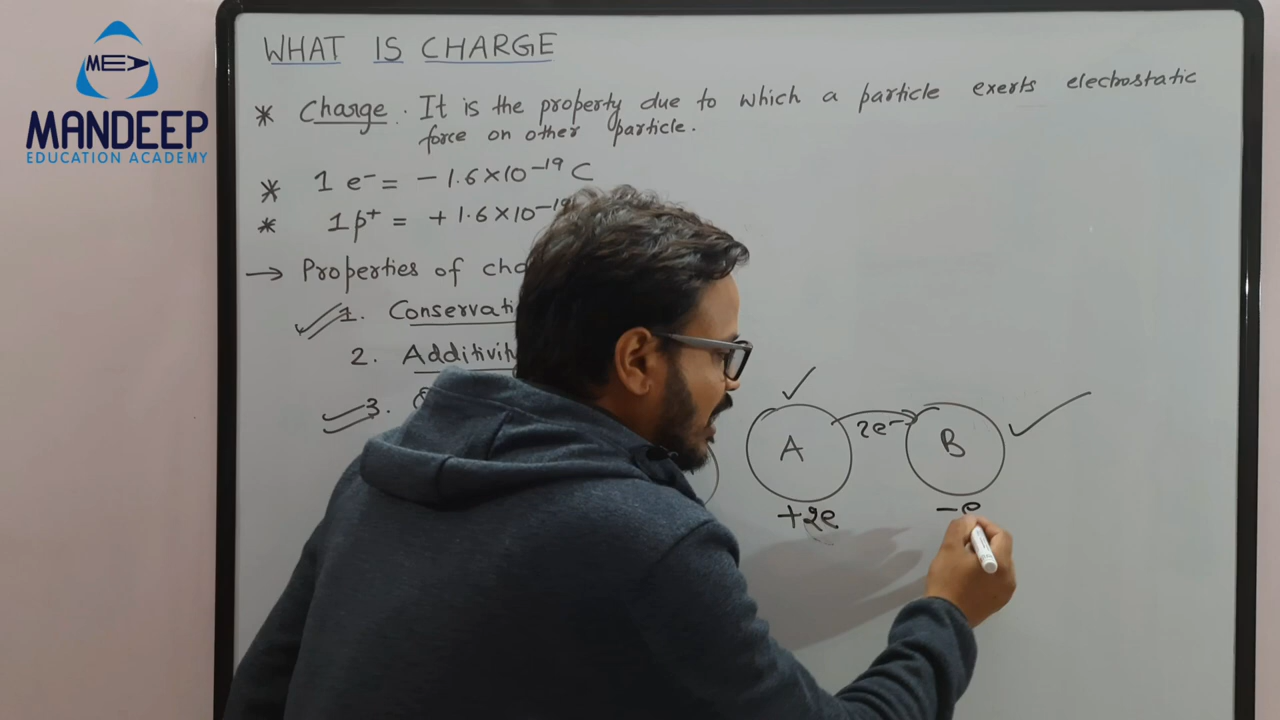 MEA
MANDEEP
EDUCATION ACADEMY
WHAT IS CHARGE
* Charge . It is the property due to which a particle exerts electrostatic
force on other particle.
* 1 e⁻ = − 1.6 × 10⁻¹⁹ C
* 1 p⁺ = + 1.6 × 10⁻¹⁹
→ Properties of
1. Conservati
2. Additivit
3.
A 2e⁻ B
+2e −e